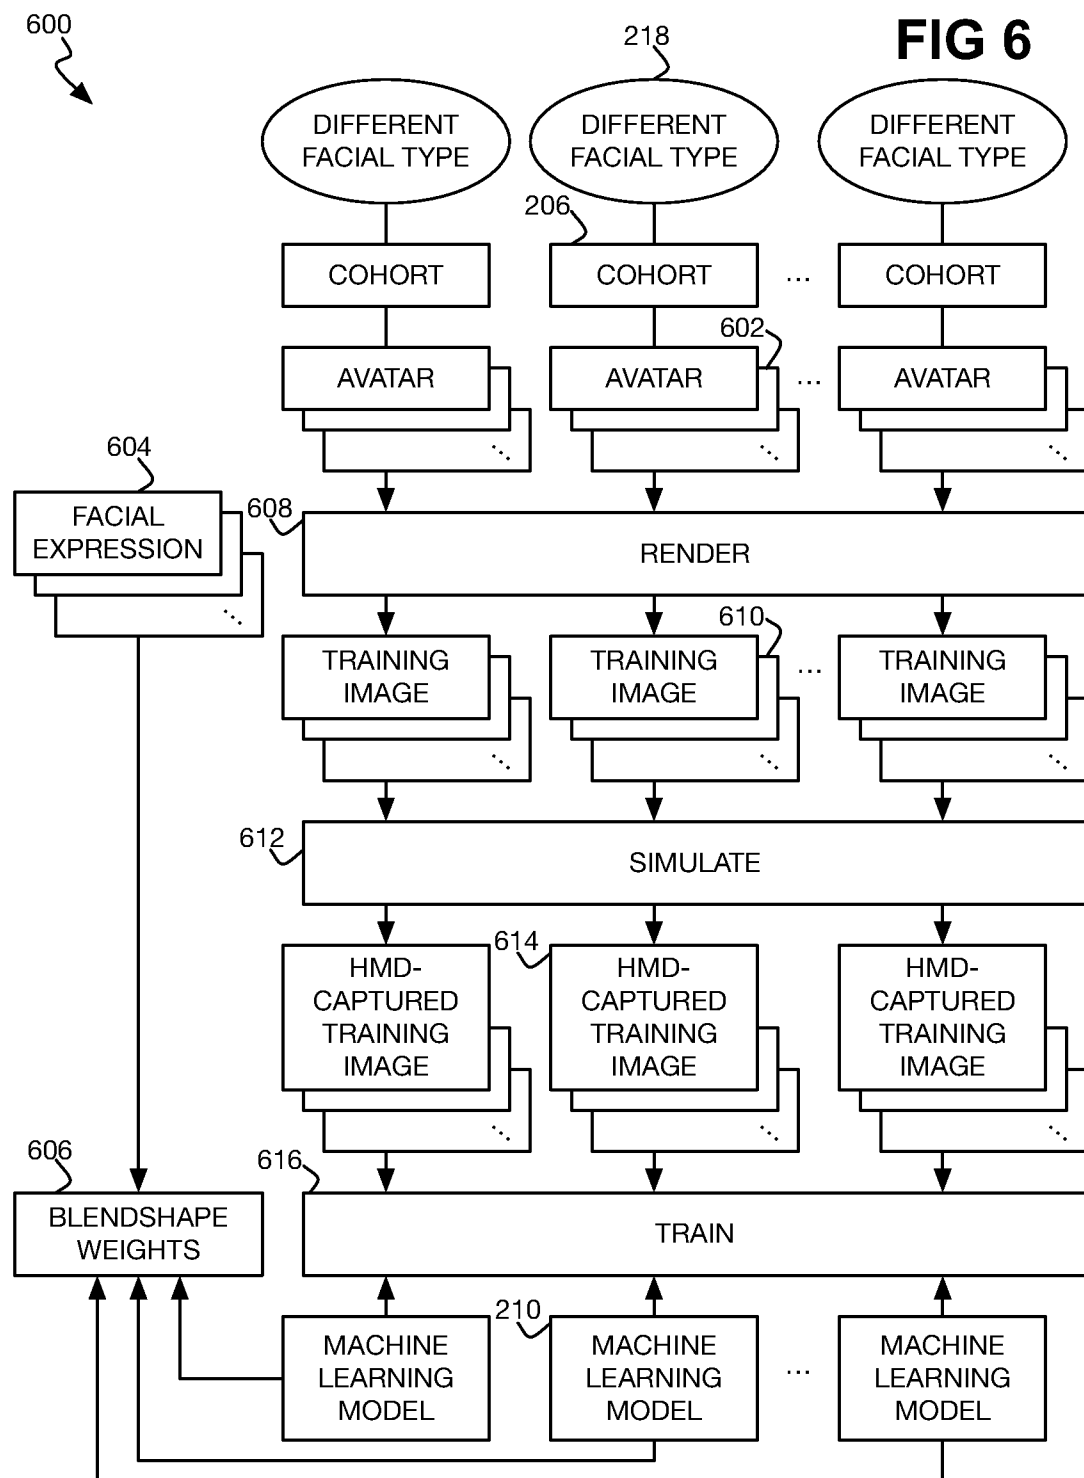 600
218
FIG 6
DIFFERENT
FACIAL TYPE
DIFFERENT
FACIAL TYPE
DIFFERENT
FACIAL TYPE
206
COHORT
COHORT
...
COHORT
602
AVATAR
AVATAR
...
AVATAR
604
FACIAL
EXPRESSION
608
RENDER
610
TRAINING
IMAGE
TRAINING
IMAGE
...
TRAINING
IMAGE
612
SIMULATE
614
HMD-
CAPTURED
TRAINING
IMAGE
HMD-
CAPTURED
TRAINING
IMAGE
HMD-
CAPTURED
TRAINING
IMAGE
606
BLENDSHAPE
WEIGHTS
616
TRAIN
210
MACHINE
LEARNING
MODEL
MACHINE
LEARNING
MODEL
...
MACHINE
LEARNING
MODEL